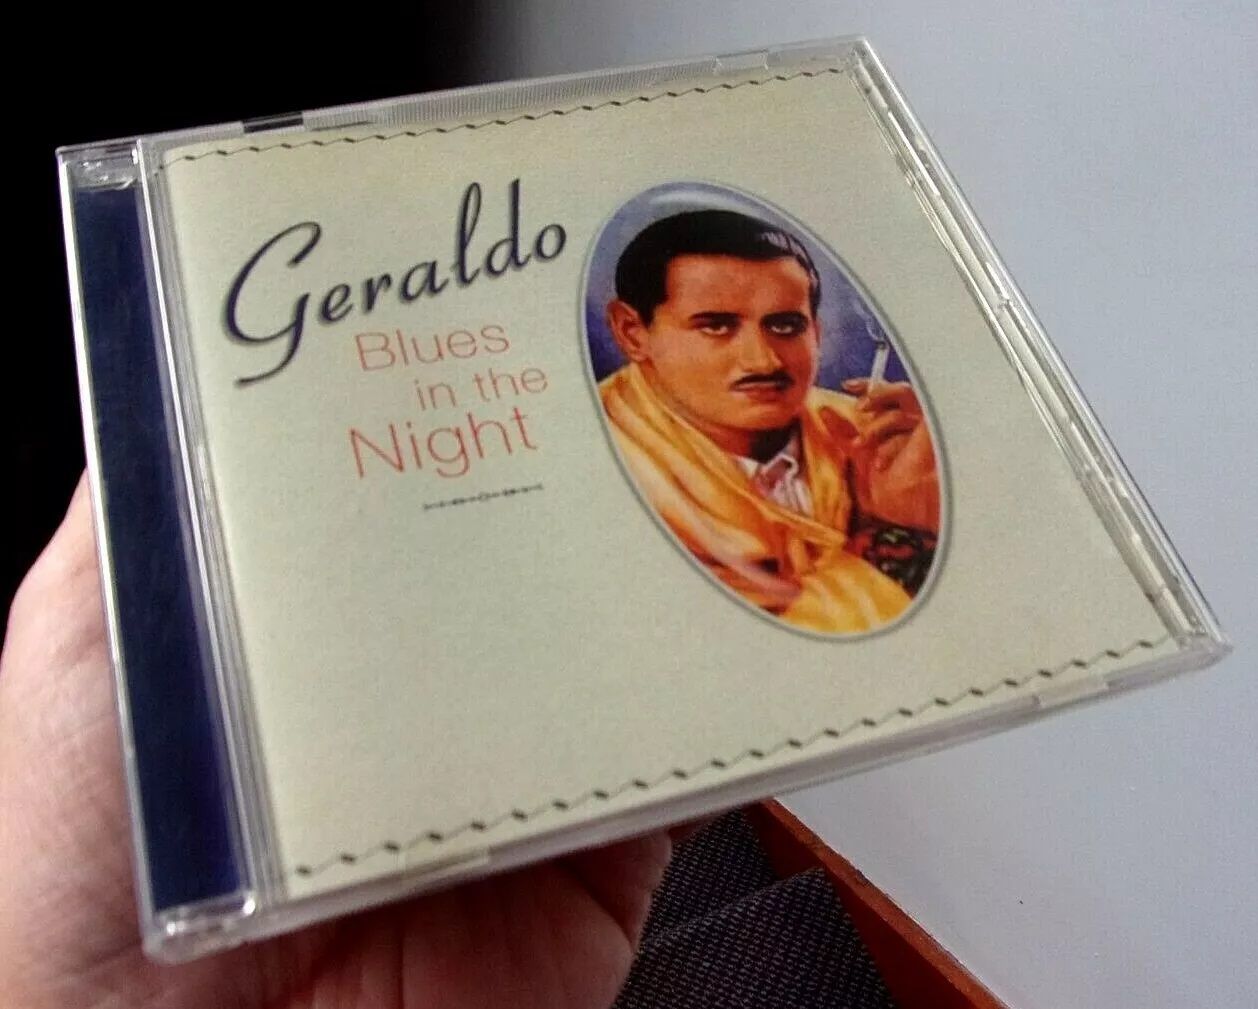 Geraldo
Blues
in the
Night